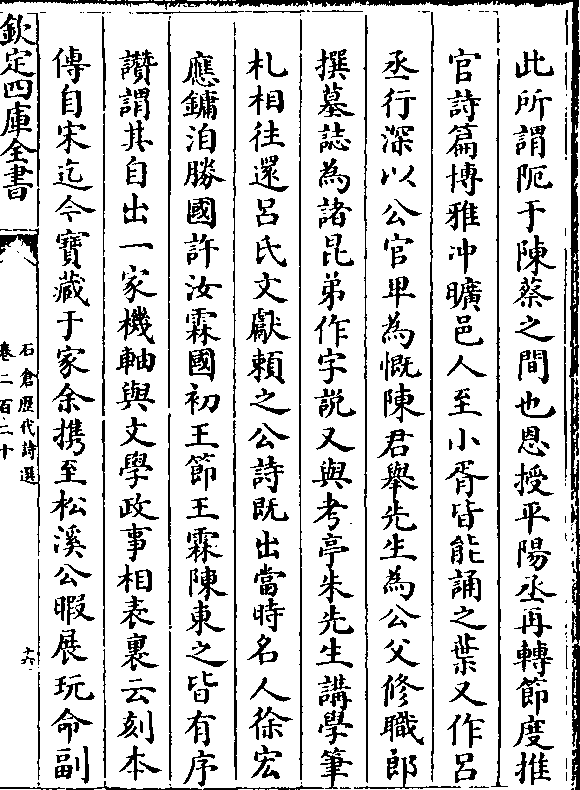 此所謂阨于陳蔡之間也恩授平陽丞再轉節度推
官詩篇博雅冲曠邑人至小胥皆能誦之葉又作呂
丞行深以公官卑為慨陳君舉先生為公父修職郎
撰墓誌為諸昆弟作字説又與考亭朱先生講學筆
札相往還呂氏文獻頼之公詩既出當時名人徐宏
應鏞洎勝國許汝霖國初王節王霖陳東之皆有序
讚謂其自出一家機軸與文學政事相表裏云刻本
傳自宋迄今寶藏于家余携至松溪公暇展玩命副
欽定四庫全書
石倉歴代詩選
卷二百二十
十六